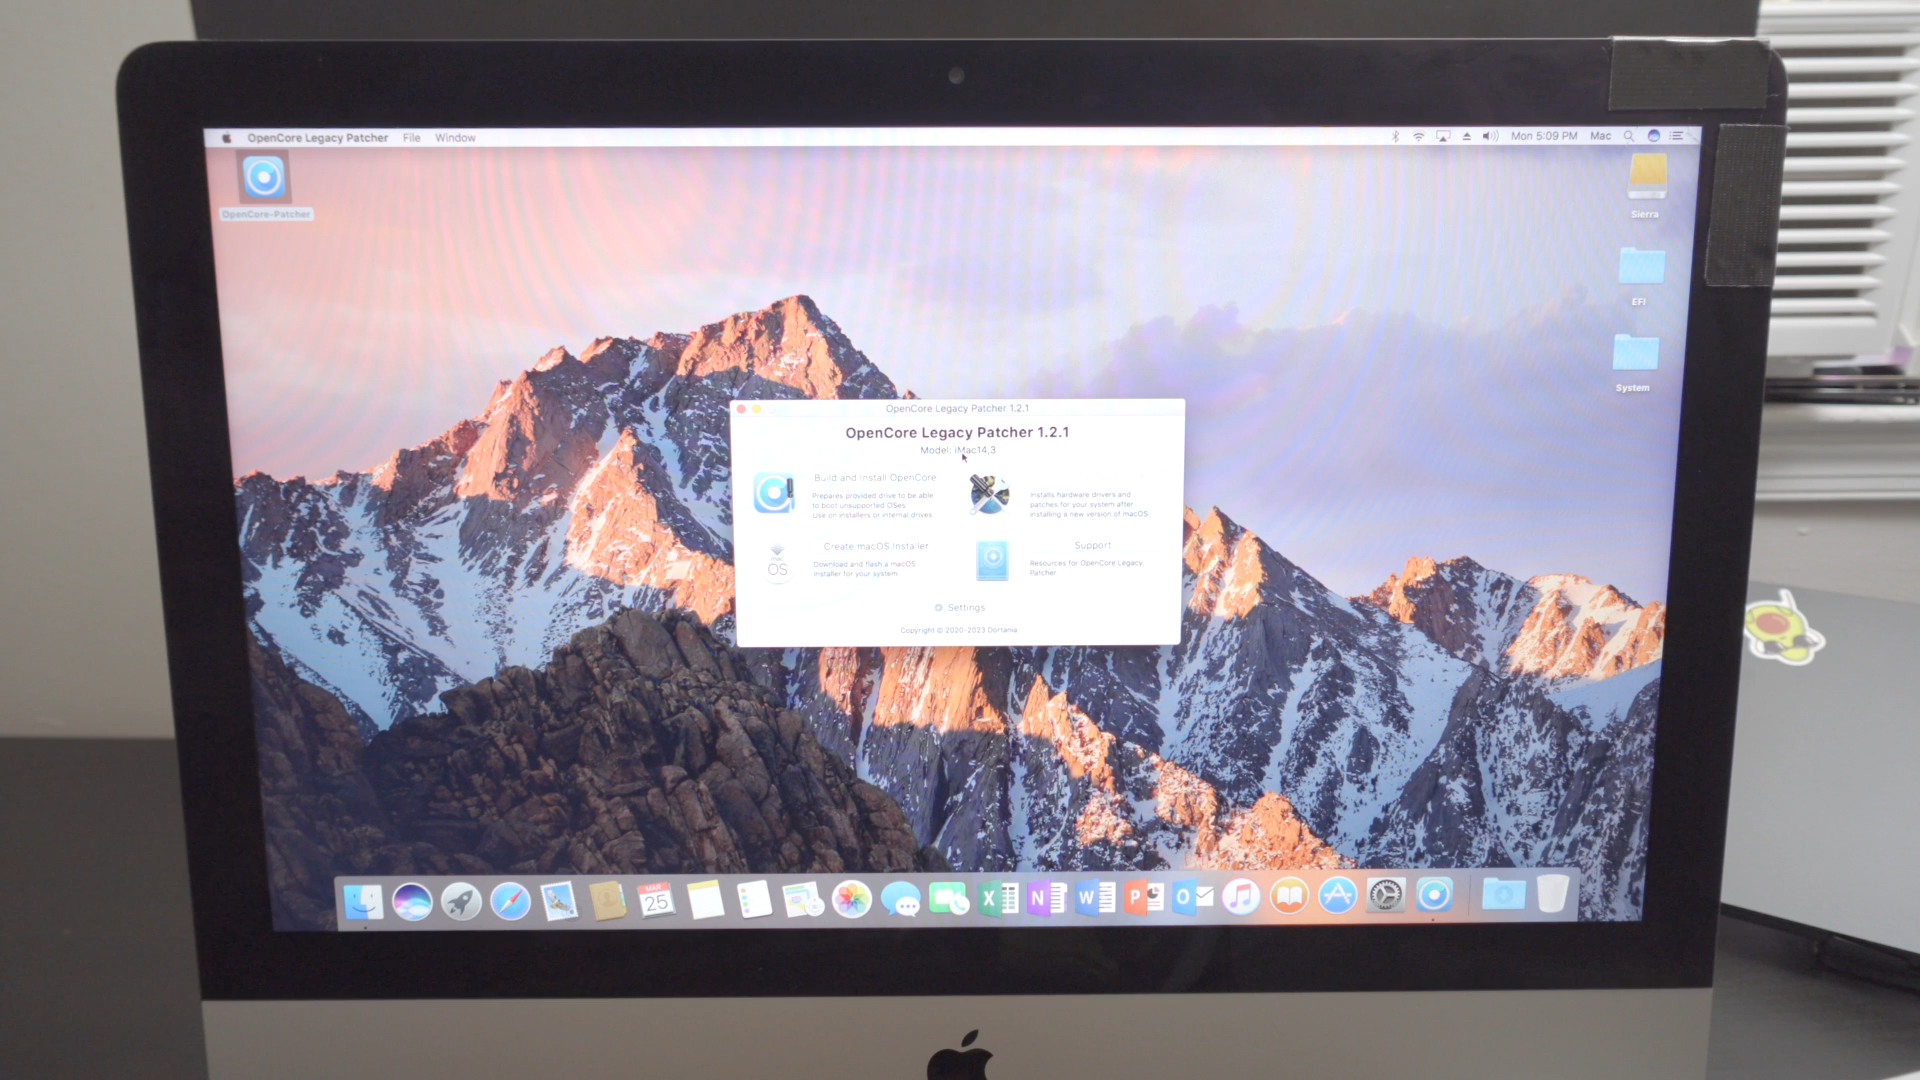 OpenCore Legacy Patcher File Window
Mon 5:09 PM Mac
OpenCore-Patcher
Sierra
EFI
System
OpenCore Legacy Patcher 1.2.1
OpenCore Legacy Patcher 1.2.1
Model: iMac14,3
Build and Install OpenCore
Prepares provided drive to be able
to boot unsupported OSes.
Use on installers or internal drives.
Installs hardware drivers and
patches for your system after
installing a new version of macOS
Create macOS Installer
Download and flash a macOS
Installer for your system.
mac
OS
Support
Resources for OpenCore Legacy
Patcher
Settings
Copyright © 2020-2023 Dortania
MAR
25
X N W P O